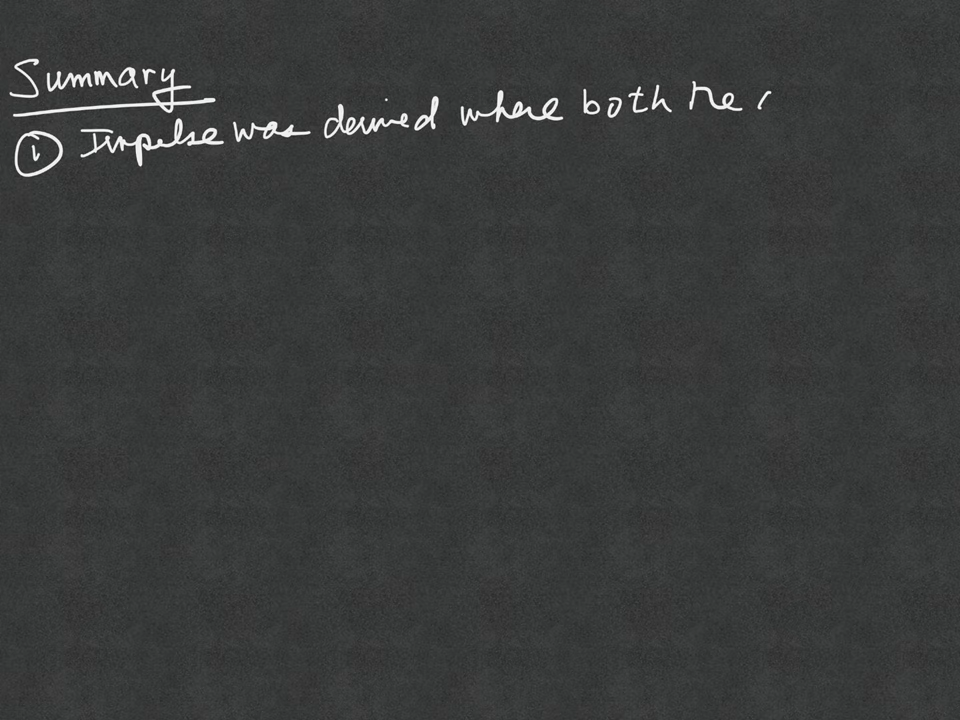 Summary
① Impulse was derived where both the